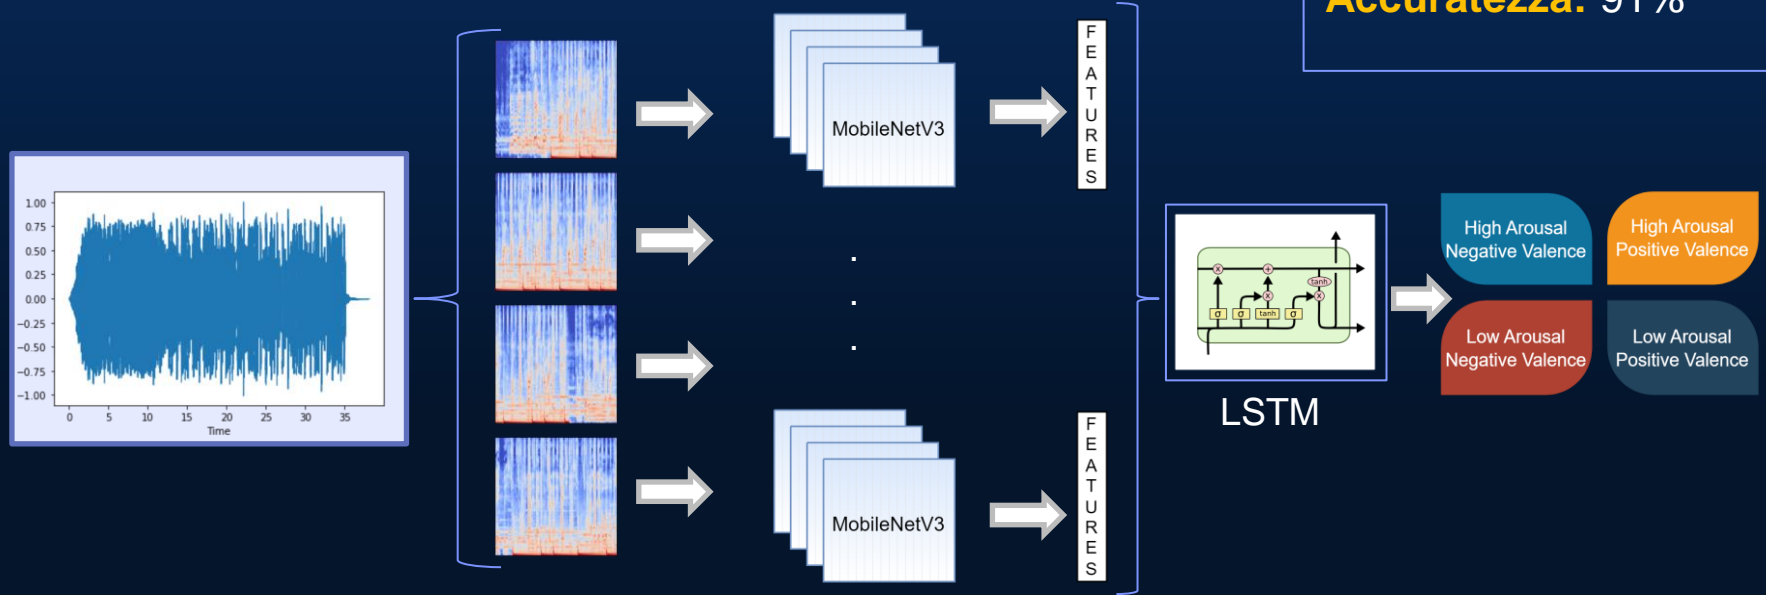 Accuratezza: 91%
1.00
0.75
0.50
0.25
0.00
−0.25
−0.50
−0.75
−1.00
0 5 10 15 20 25 30 35
Time
MobileNetV3
FEATURES
.
.
.
MobileNetV3
FEATURES
x
+
tanh
x
x
σ σ tanh σ
LSTM
High Arousal
Negative Valence
High Arousal
Positive Valence
Low Arousal
Negative Valence
Low Arousal
Positive Valence